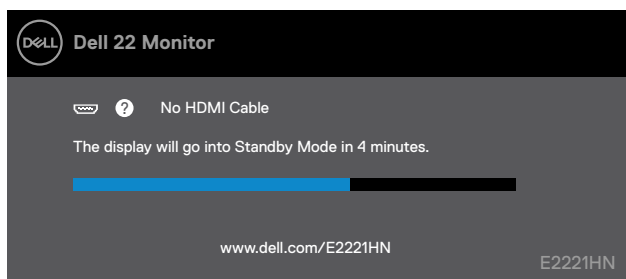 DELL Dell 22 Monitor
? No HDMI Cable
The display will go into Standby Mode in 4 minutes.
www.dell.com/E2221HN
E2221HN